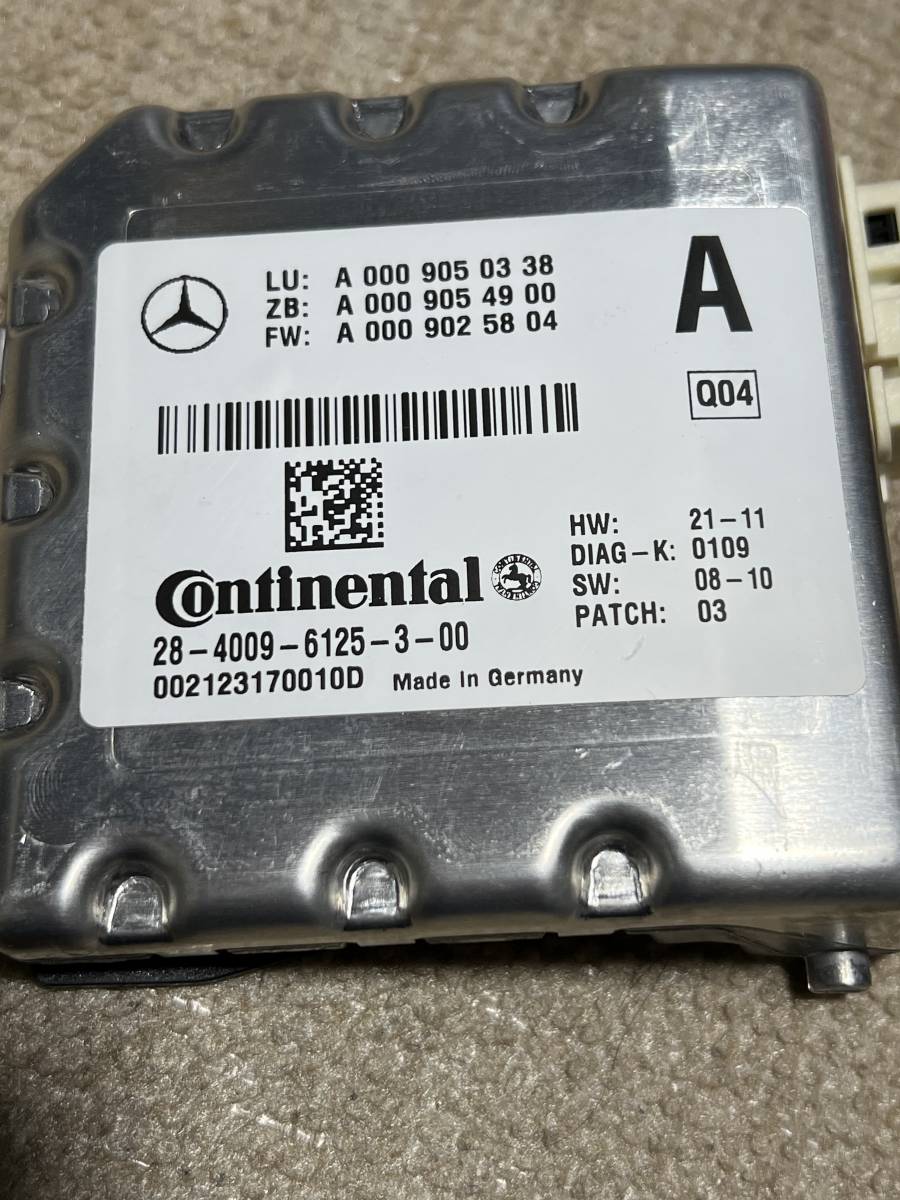 LU: A 000 905 03 38
ZB: A 000 905 49 00
FW: A 000 902 58 04
A
Q04
HW: 21-11
DIAG-K: 0109
SW: 08-10
PATCH: 03
Continental
28-4009-6125-3-00
002123170010D Made in Germany